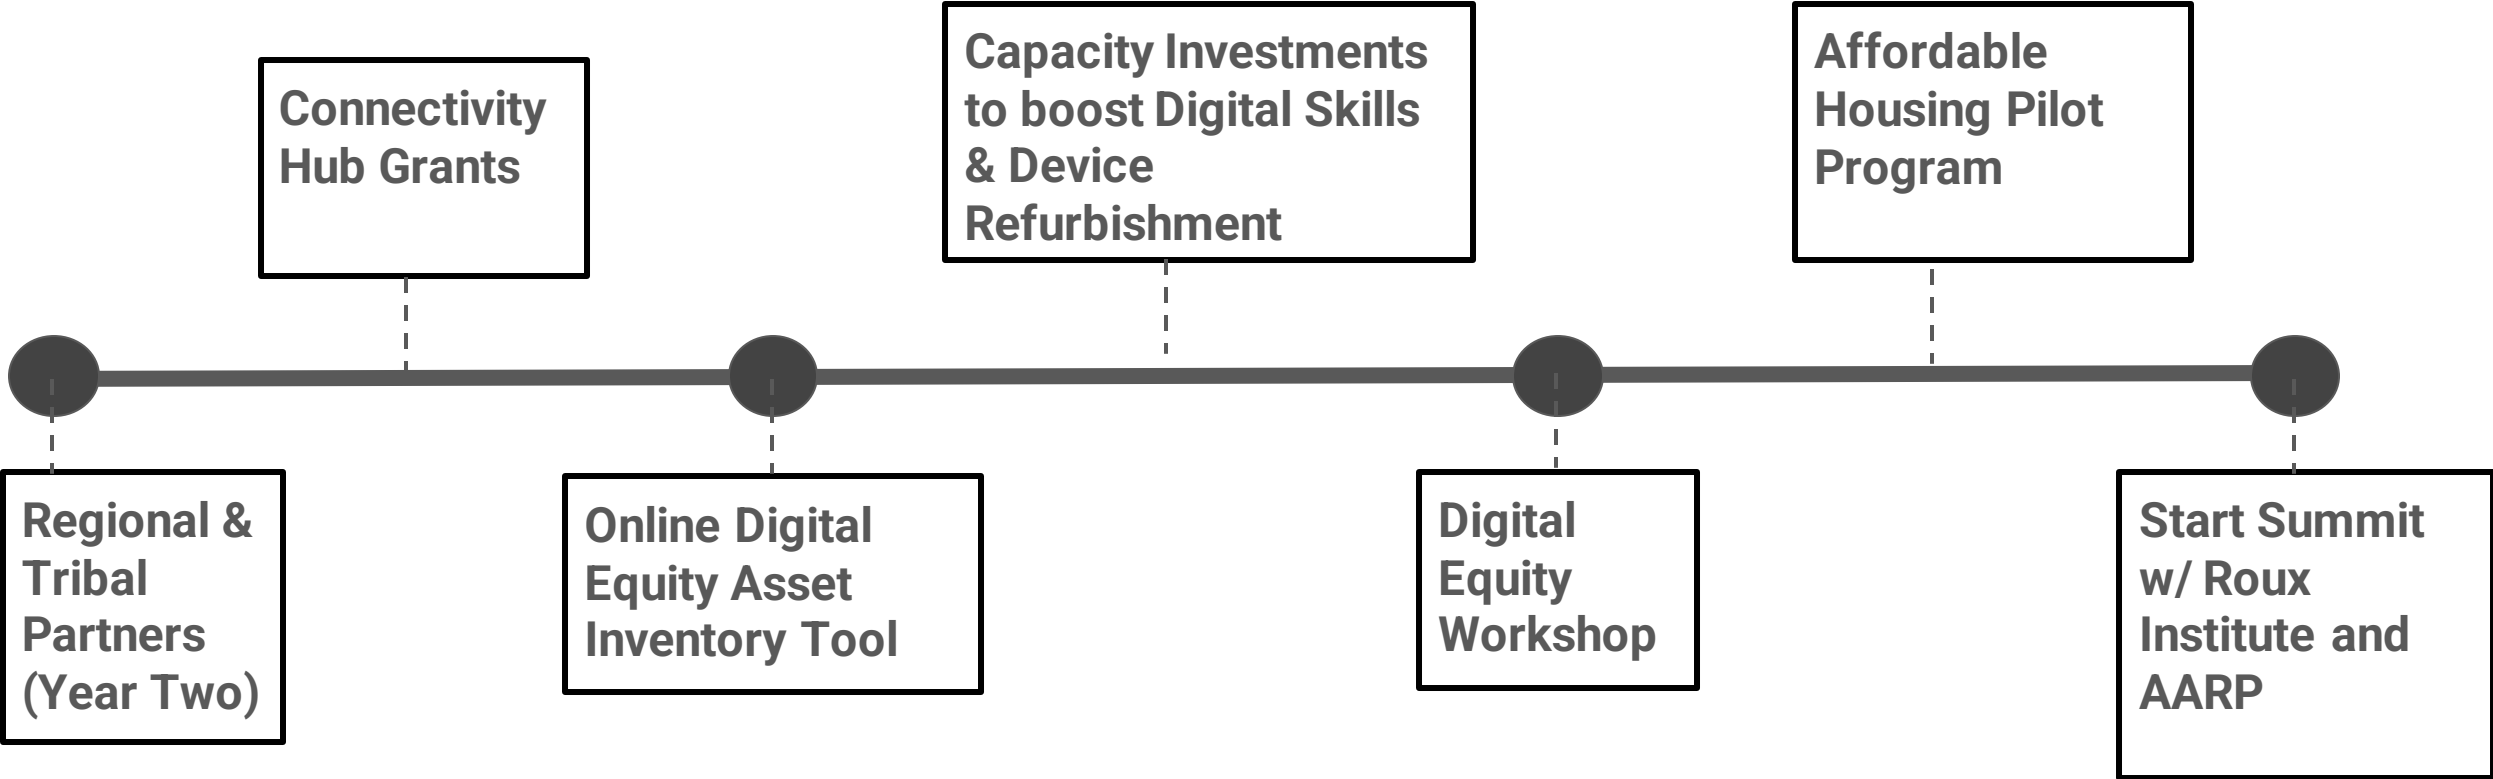 Connectivity
Hub Grants
Capacity Investments
to boost Digital Skills
& Device
Refurbishment
Affordable
Housing Pilot
Program
Regional &
Tribal
Partners
(Year Two)
Online Digital
Equity Asset
Inventory Tool
Digital
Equity
Workshop
Start Summit
w/ Roux
Institute and
AARP